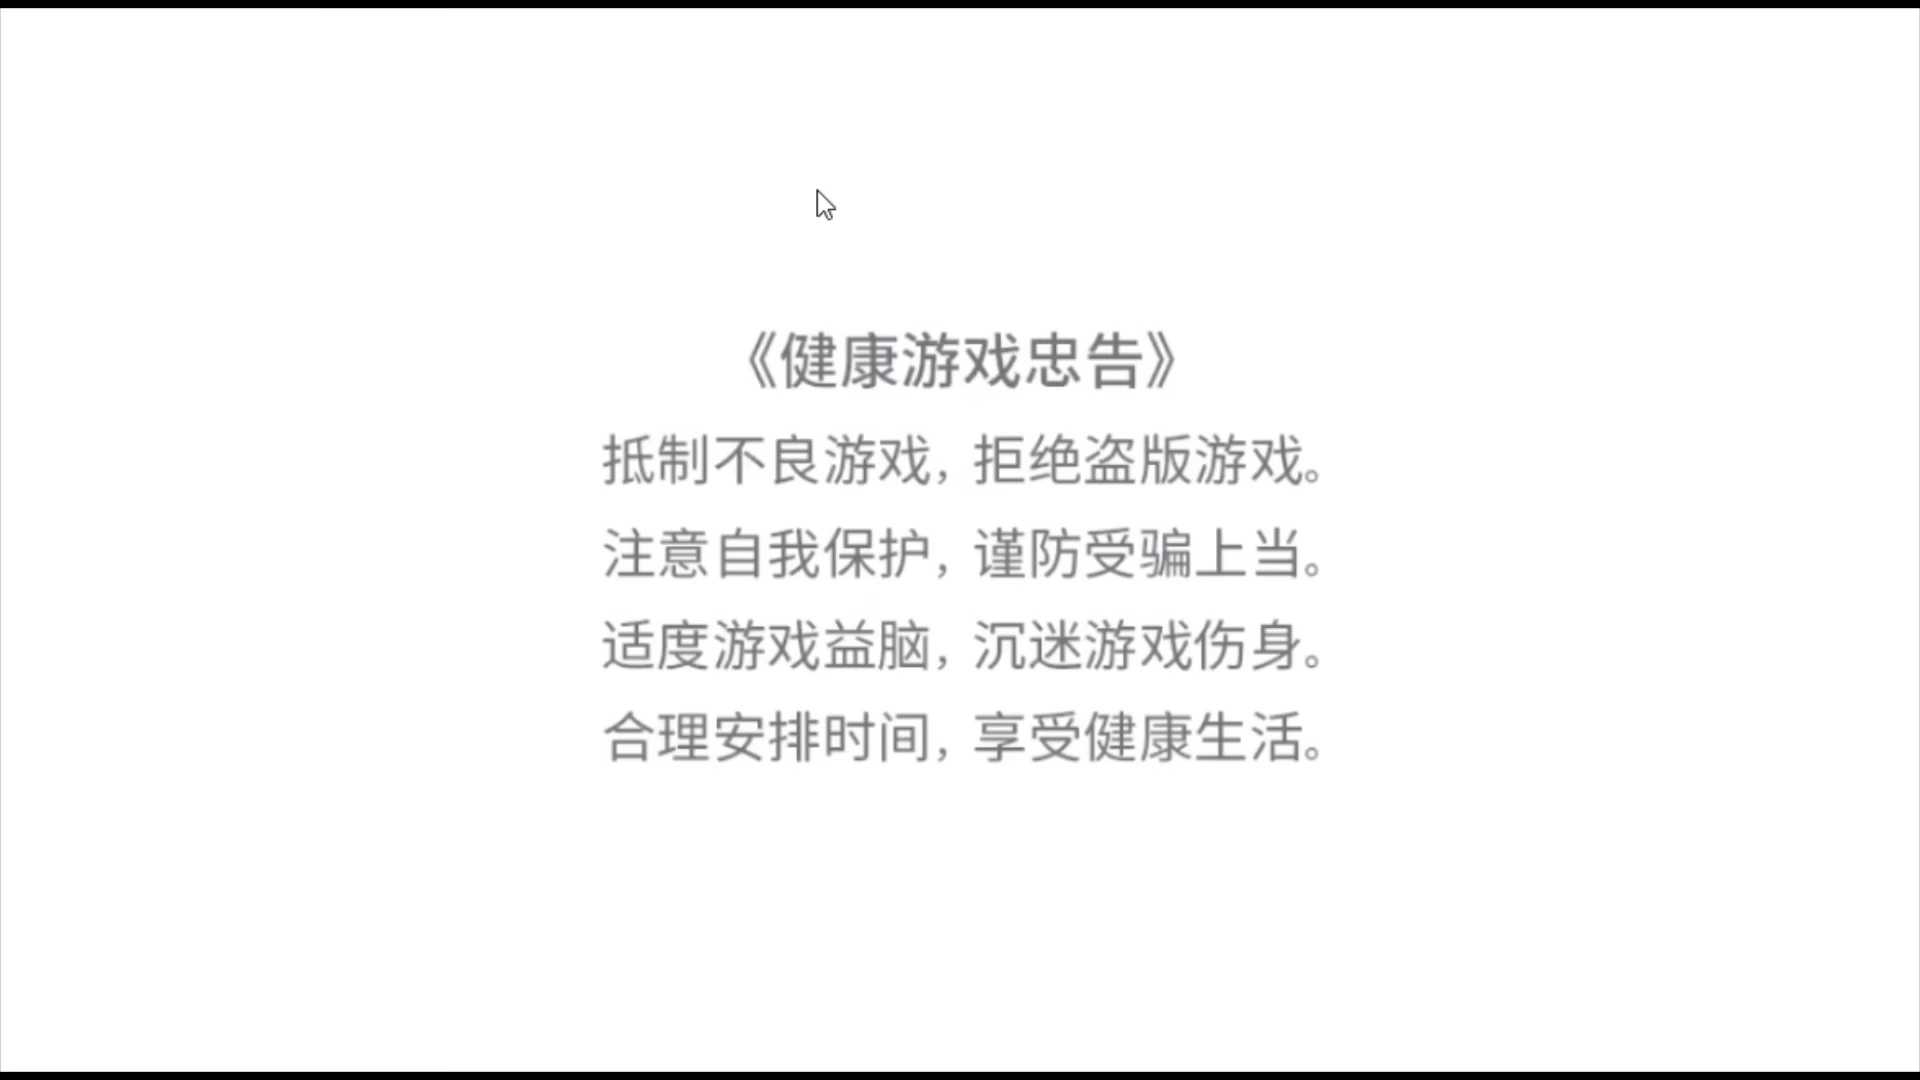 《健康游戏忠告》
抵制不良游戏，拒绝盗版游戏。
注意自我保护，谨防受骗上当。
适度游戏益脑，沉迷游戏伤身。
合理安排时间，享受健康生活。